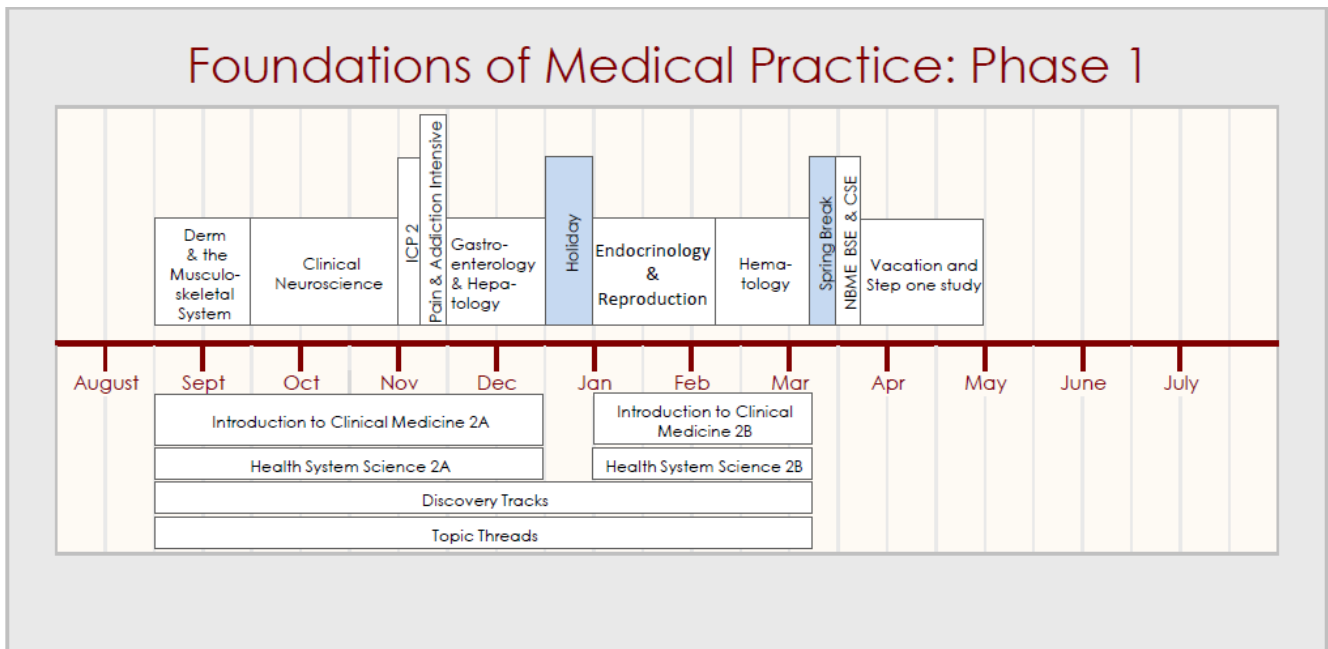 Foundations of Medical Practice: Phase 1
Derm
& the
Musculo-
skeletal
System
Clinical
Neuroscience
ICP 2
Pain & Addiction Intensive
Gastro-
enterology
& Hepa-
tology
Holiday
Endocrinology
&
Reproduction
Hema-
tology
Spring Break
NBME BSE & CSE
Vacation and
Step one study
August Sept Oct Nov Dec Jan Feb Mar Apr May June July
Introduction to Clinical Medicine 2A
Introduction to Clinical
Medicine 2B
Health System Science 2A
Health System Science 2B
Discovery Tracks
Topic Threads